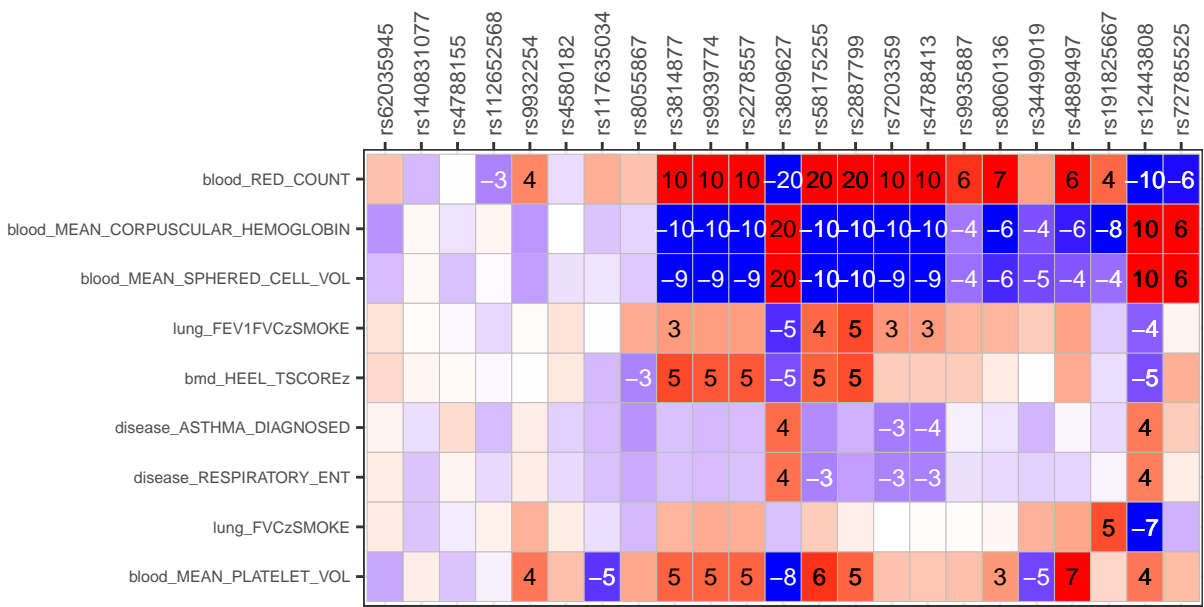 rs62035945 rs140831077 rs4788155 rs112652568 rs9932254 rs4580182 rs117635034 rs8055867 rs3814877 rs9939774 rs2278557 rs3809627 rs58175255 rs2887799 rs7203359 rs4788413 rs9935887 rs8060136 rs34499019 rs4889497 rs191825667 rs12443808 rs72785525
blood_RED_COUNT −3 4 10 10 10 −20 20 20 10 10 6 7 6 4 −10 −6
blood_MEAN_CORPUSCULAR_HEMOGLOBIN −10 −10 −10 20 −10 −10 −10 −10 −4 −6 −4 −6 −8 10 6
blood_MEAN_SPHERED_CELL_VOL −9 −9 −9 20 −10 −10 −9 −9 −4 −6 −5 −4 −4 10 6
lung_FEV1FVCzSMOKE 3 −5 4 5 3 3 −4
bmd_HEEL_TSCOREz −3 5 5 5 −5 5 5 −5
disease_ASTHMA_DIAGNOSED 4 −3 −4 4
disease_RESPIRATORY_ENT 4 −3 −3 −3 4
lung_FVCzSMOKE 5 −7
blood_MEAN_PLATELET_VOL 4 −5 5 5 5 −8 6 5 3 −5 7 4